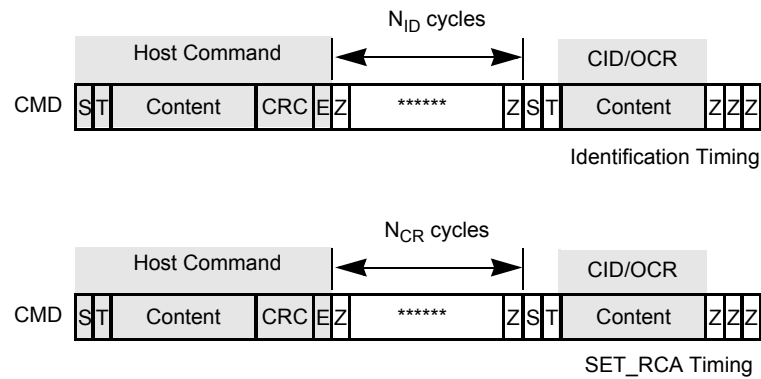 N_ID cycles
Host Command CID/OCR
CMD S T Content CRC E Z ****** Z S T Content Z Z Z
Identification Timing
N_CR cycles
Host Command CID/OCR
CMD S T Content CRC E Z ****** Z S T Content Z Z Z
SET_RCA Timing